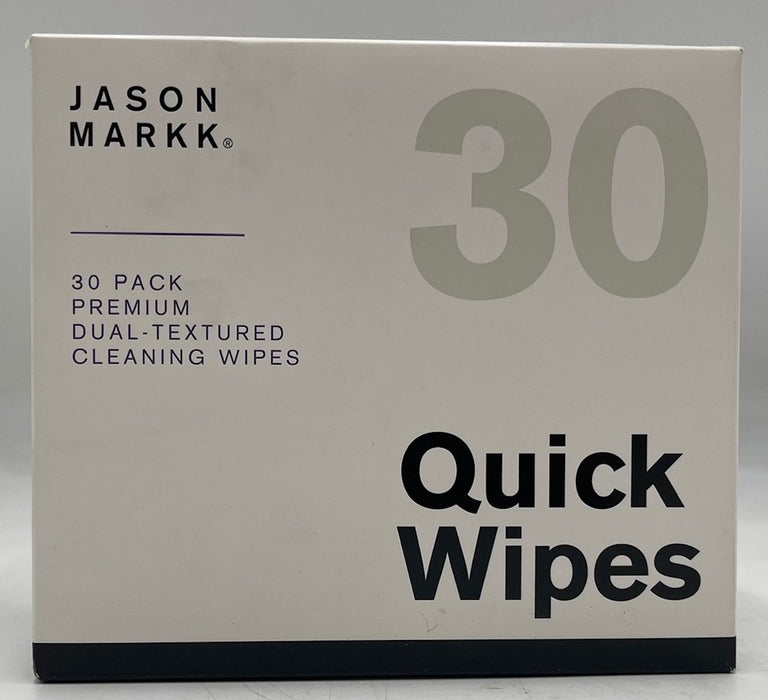 JASON
MARKK®
30
30 PACK
PREMIUM
DUAL-TEXTURED
CLEANING WIPES
Quick
Wipes